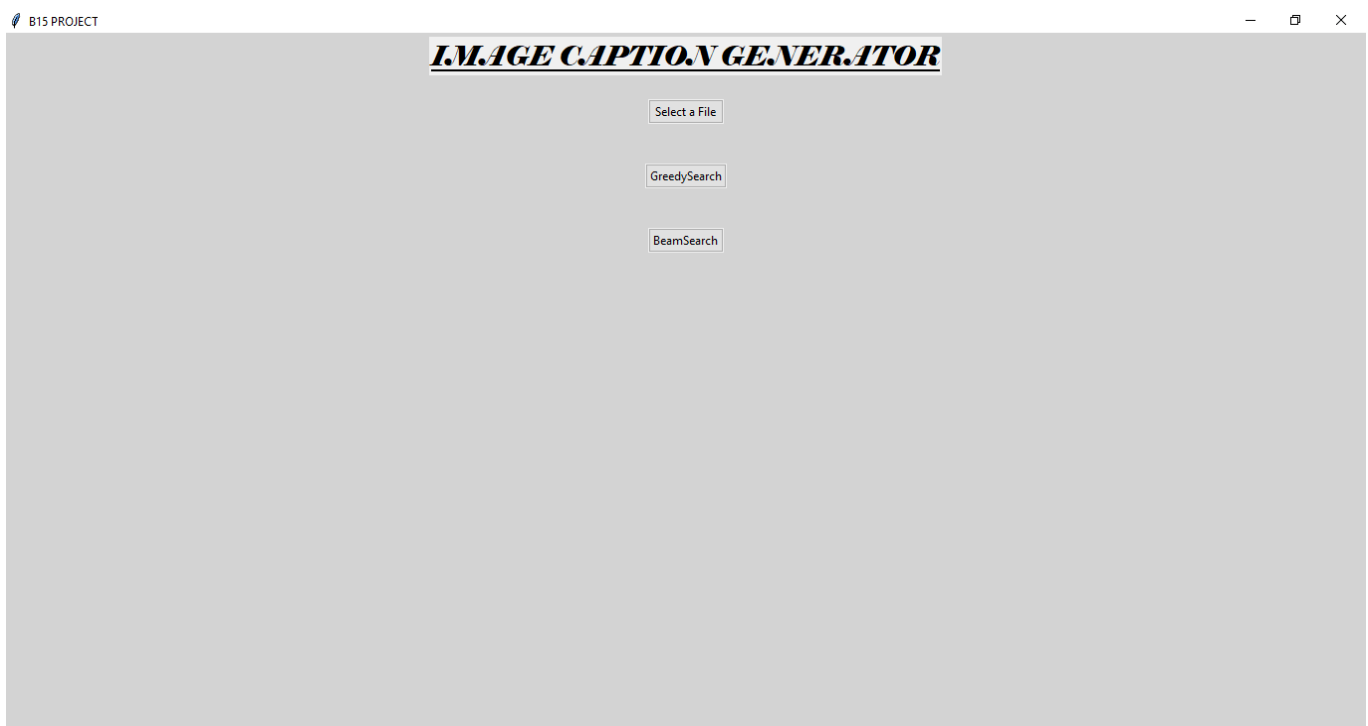 B15 PROJECT
IMAGE CAPTION GENERATOR
Select a File
GreedySearch
BeamSearch